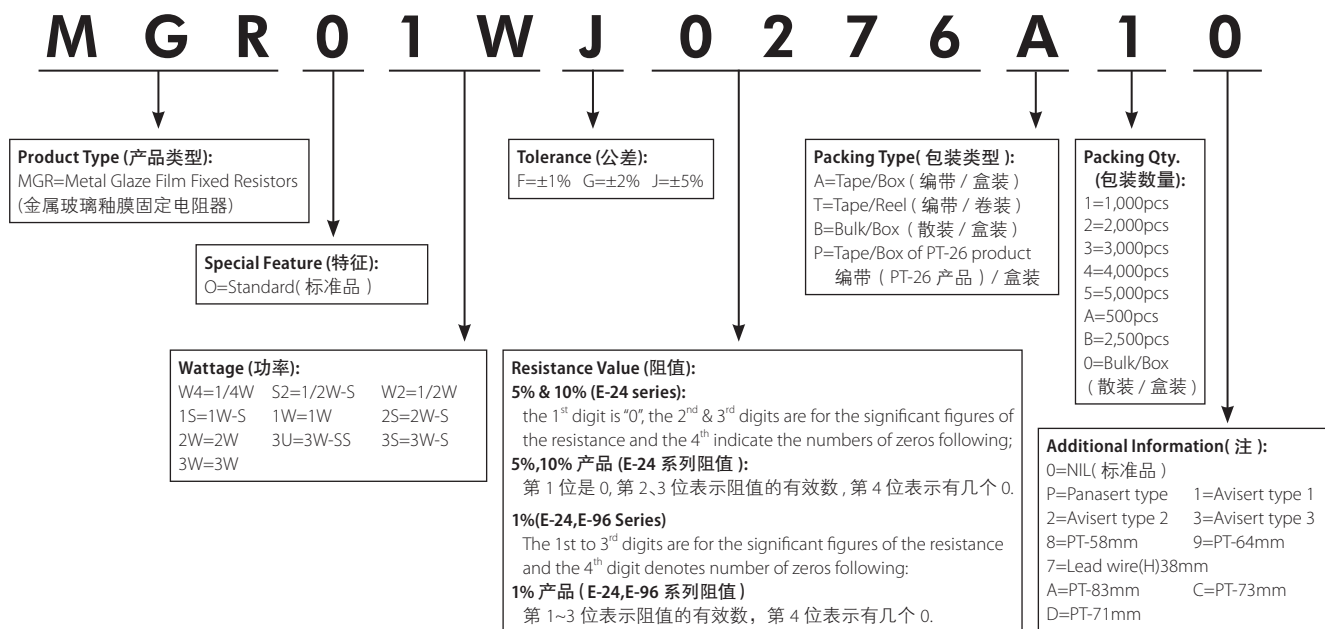 M G R 0 1 W J 0 2 7 6 A 1 0
Product Type (产品类型):
MGR=Metal Glaze Film Fixed Resistors
(金属玻璃釉膜固定电阻器)
Special Feature (特征):
O=Standard( 标准品 )
Wattage (功率):
W4=1/4W S2=1/2W-S W2=1/2W
1S=1W-S 1W=1W 2S=2W-S
2W=2W 3U=3W-SS 3S=3W-S
3W=3W
Tolerance (公差):
F=±1% G=±2% J=±5%
Resistance Value (阻值):
5% & 10% (E-24 series):
the 1st digit is "0", the 2nd & 3rd digits are for the significant figures of
the resistance and the 4th indicate the numbers of zeros following;
5%,10% 产品 (E-24 系列阻值 ):
第 1 位是 0, 第 2、3 位表示阻值的有效数 , 第 4 位表示有几个 0.
1%(E-24,E-96 Series)
The 1st to 3rd digits are for the significant figures of the resistance
and the 4th digit denotes number of zeros following:
1% 产品 ( E-24,E-96 系列阻值 )
第 1~3 位表示阻值的有效数，第 4 位表示有几个 0.
Packing Type( 包装类型 ):
A=Tape/Box ( 编带 / 盒装 )
T=Tape/Reel ( 编带 / 卷装 )
B=Bulk/Box ( 散装 / 盒装 )
P=Tape/Box of PT-26 product
编带 ( PT-26 产品 ) / 盒装
Packing Qty.
(包装数量):
1=1,000pcs
2=2,000pcs
3=3,000pcs
4=4,000pcs
5=5,000pcs
A=500pcs
B=2,500pcs
0=Bulk/Box
( 散装 / 盒装 )
Additional Information( 注 ):
0=NIL( 标准品 )
P=Panasert type 1=Avisert type 1
2=Avisert type 2 3=Avisert type 3
8=PT-58mm 9=PT-64mm
7=Lead wire(H)38mm
A=PT-83mm C=PT-73mm
D=PT-71mm